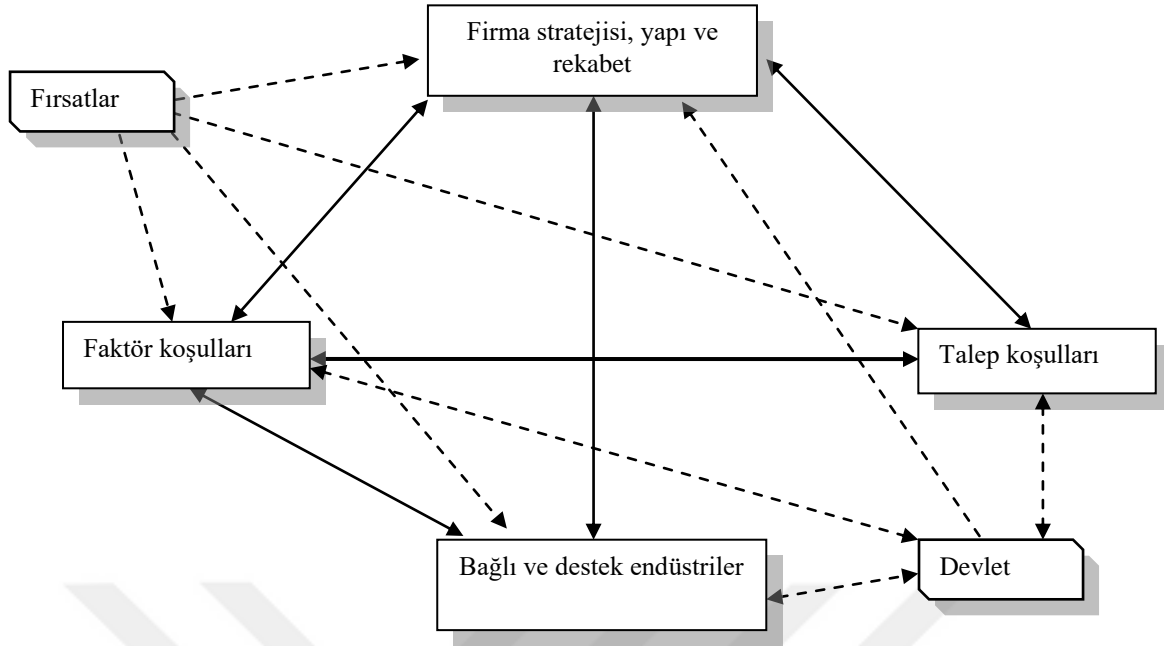 Firma stratejisi, yapı ve
rekabet
Fırsatlar
Faktör koşulları
Talep koşulları
Bağlı ve destek endüstriler
Devlet